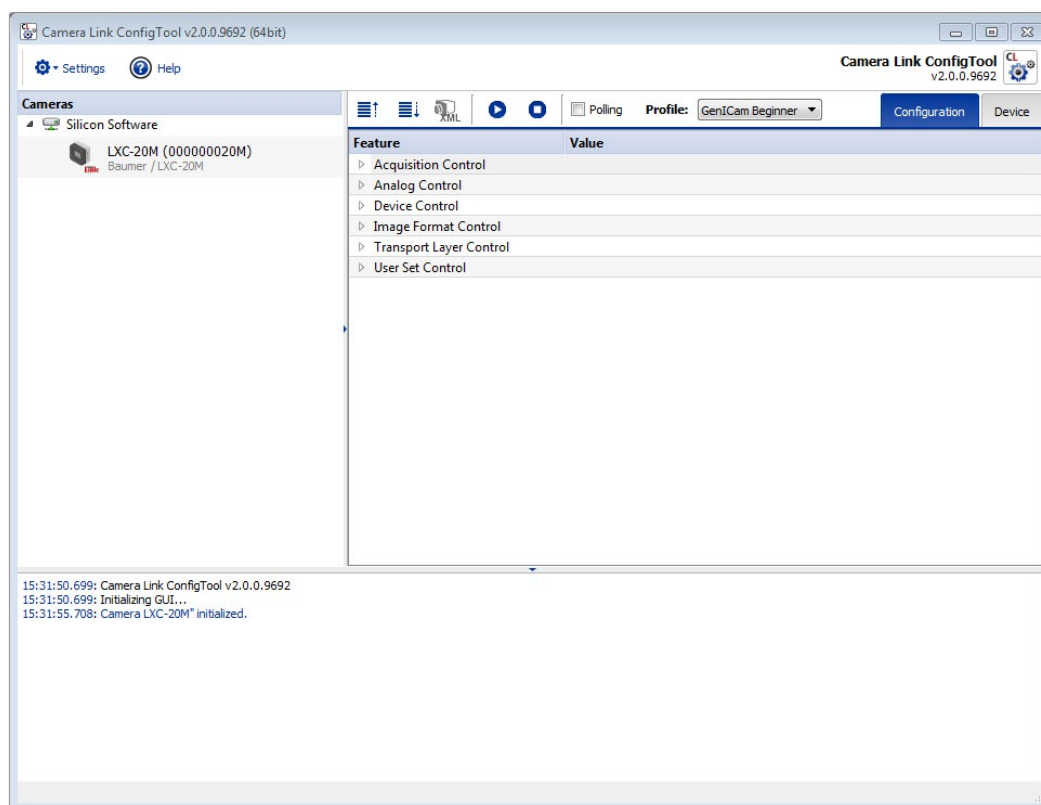 Camera Link ConfigTool v2.0.0.9692 (64bit)
Settings Help
Camera Link ConfigTool
v2.0.0.9692
CL
Cameras
Silicon Software
LXC-20M (000000020M)
Baumer / LXC-20M
XML Polling Profile: GenICam Beginner Configuration Device
Feature Value
Acquisition Control
Analog Control
Device Control
Image Format Control
Transport Layer Control
User Set Control
15:31:50.699: Camera Link ConfigTool v2.0.0.9692
15:31:50.699: Initializing GUI...
15:31:55.708: Camera LXC-20M" initialized.